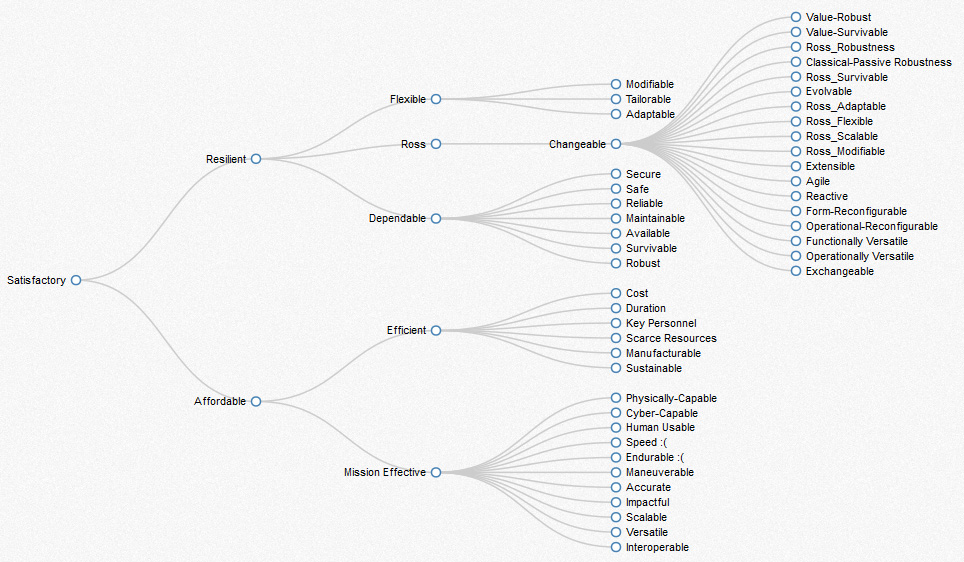 Satisfactory
Resilient
Flexible
Modifiable
Tailorable
Adaptable
Ross
Changeable
Value-Robust
Value-Survivable
Ross_Robustness
Classical-Passive Robustness
Ross_Survivable
Evolvable
Ross_Adaptable
Ross_Flexible
Ross_Scalable
Ross_Modifiable
Extensible
Agile
Reactive
Form-Reconfigurable
Operational-Reconfigurable
Functionally Versatile
Operationally Versatile
Exchangeable
Dependable
Secure
Safe
Reliable
Maintainable
Available
Survivable
Robust
Affordable
Efficient
Cost
Duration
Key Personnel
Scarce Resources
Manufacturable
Sustainable
Mission Effective
Physically-Capable
Cyber-Capable
Human Usable
Speed :(
Endurable :(
Maneuverable
Accurate
Impactful
Scalable
Versatile
Interoperable